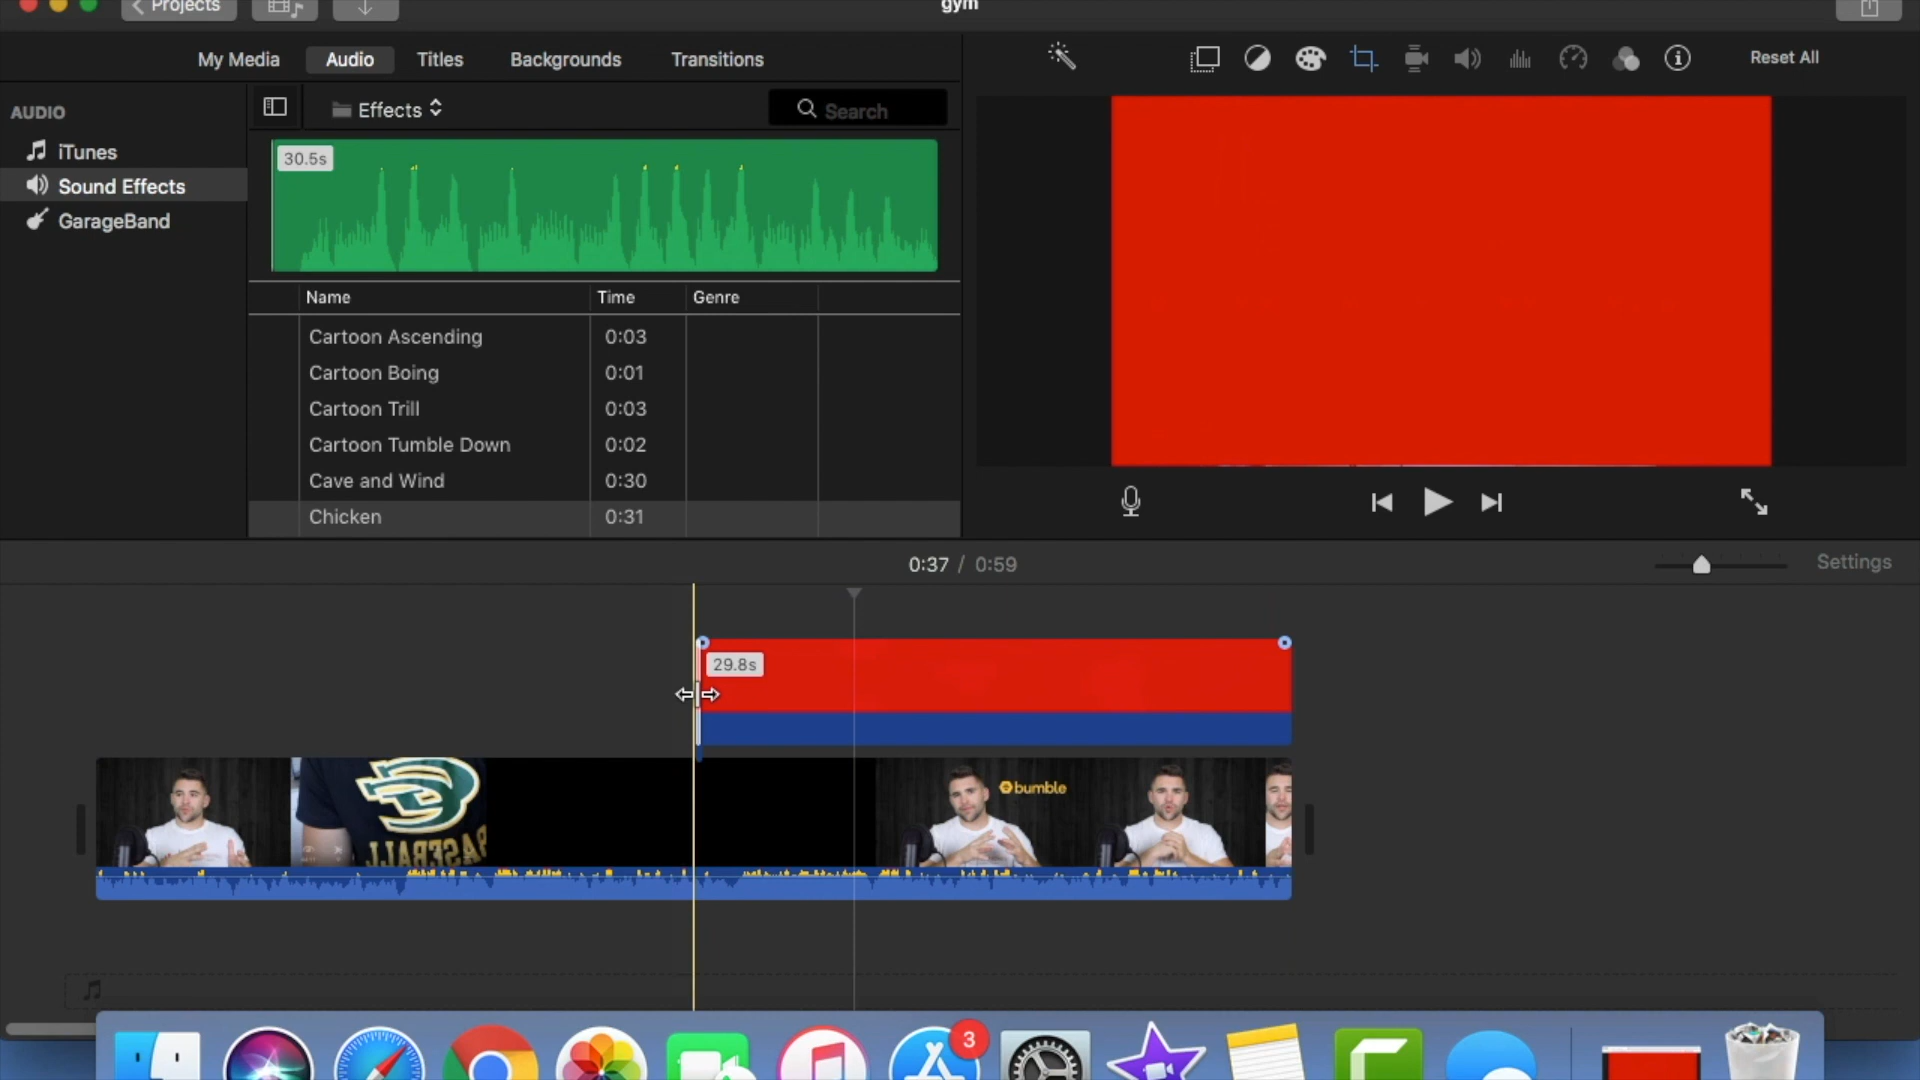 Projects
gym
My Media
Audio
Titles
Backgrounds
Transitions
Reset All
AUDIO
Effects
Search
iTunes
Sound Effects
GarageBand
30.5s
Name Time Genre
Cartoon Ascending 0:03
Cartoon Boing 0:01
Cartoon Trill 0:03
Cartoon Tumble Down 0:02
Cave and Wind 0:30
Chicken 0:31
0:37 / 0:59
Settings
29.8s
bumble
BASEBALL
3